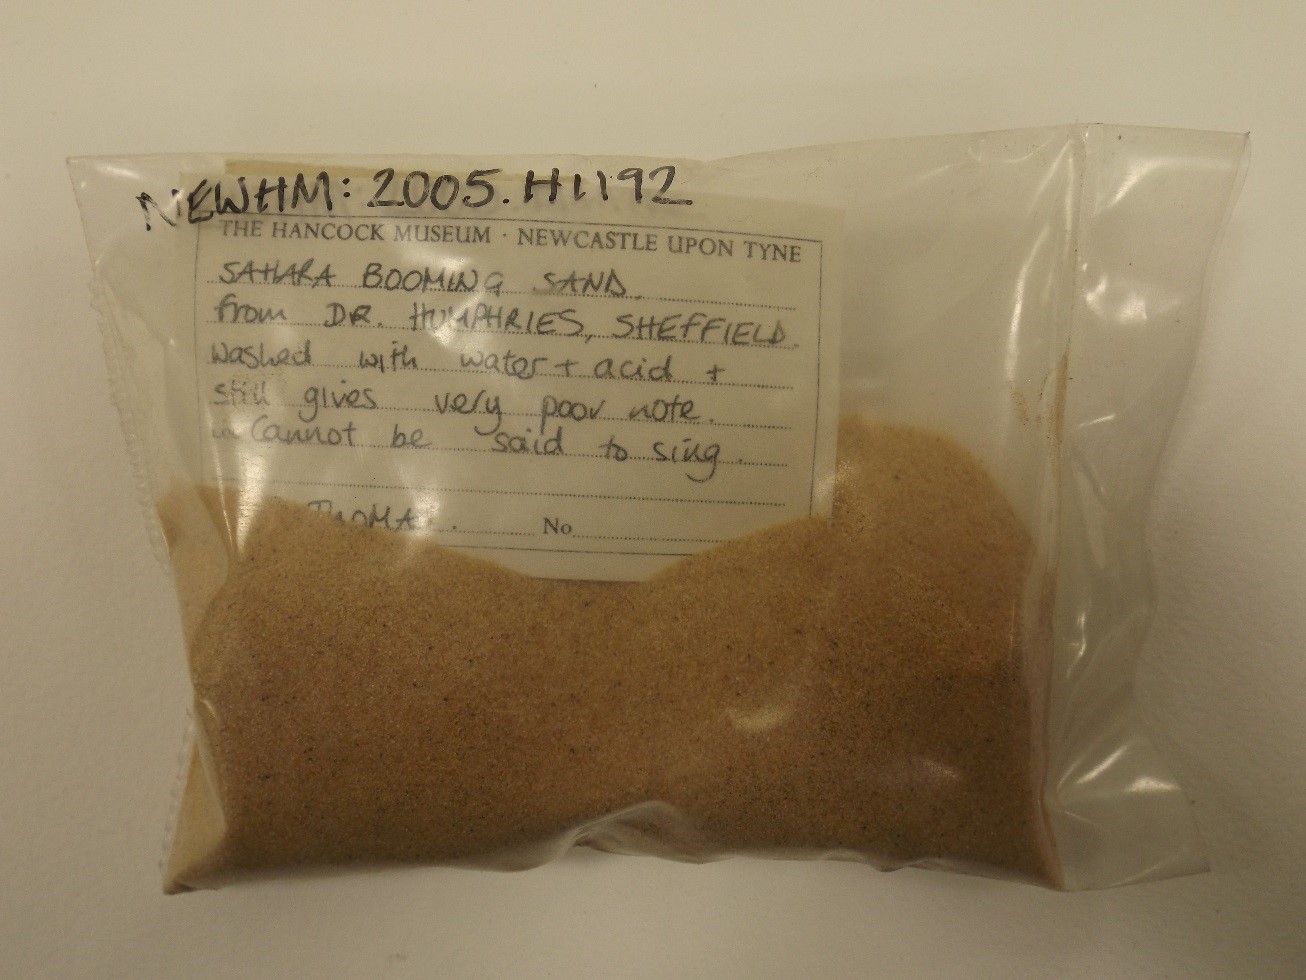 NEWHM: 2005.H1192
THE HANCOCK MUSEUM · NEWCASTLE UPON TYNE
SAHARA BOOMING SAND.
from DR. HUMPHRIES, SHEFFIELD.
Washed with water + acid +
still gives very poor note.
Cannot be said to sing.
THOMA
No